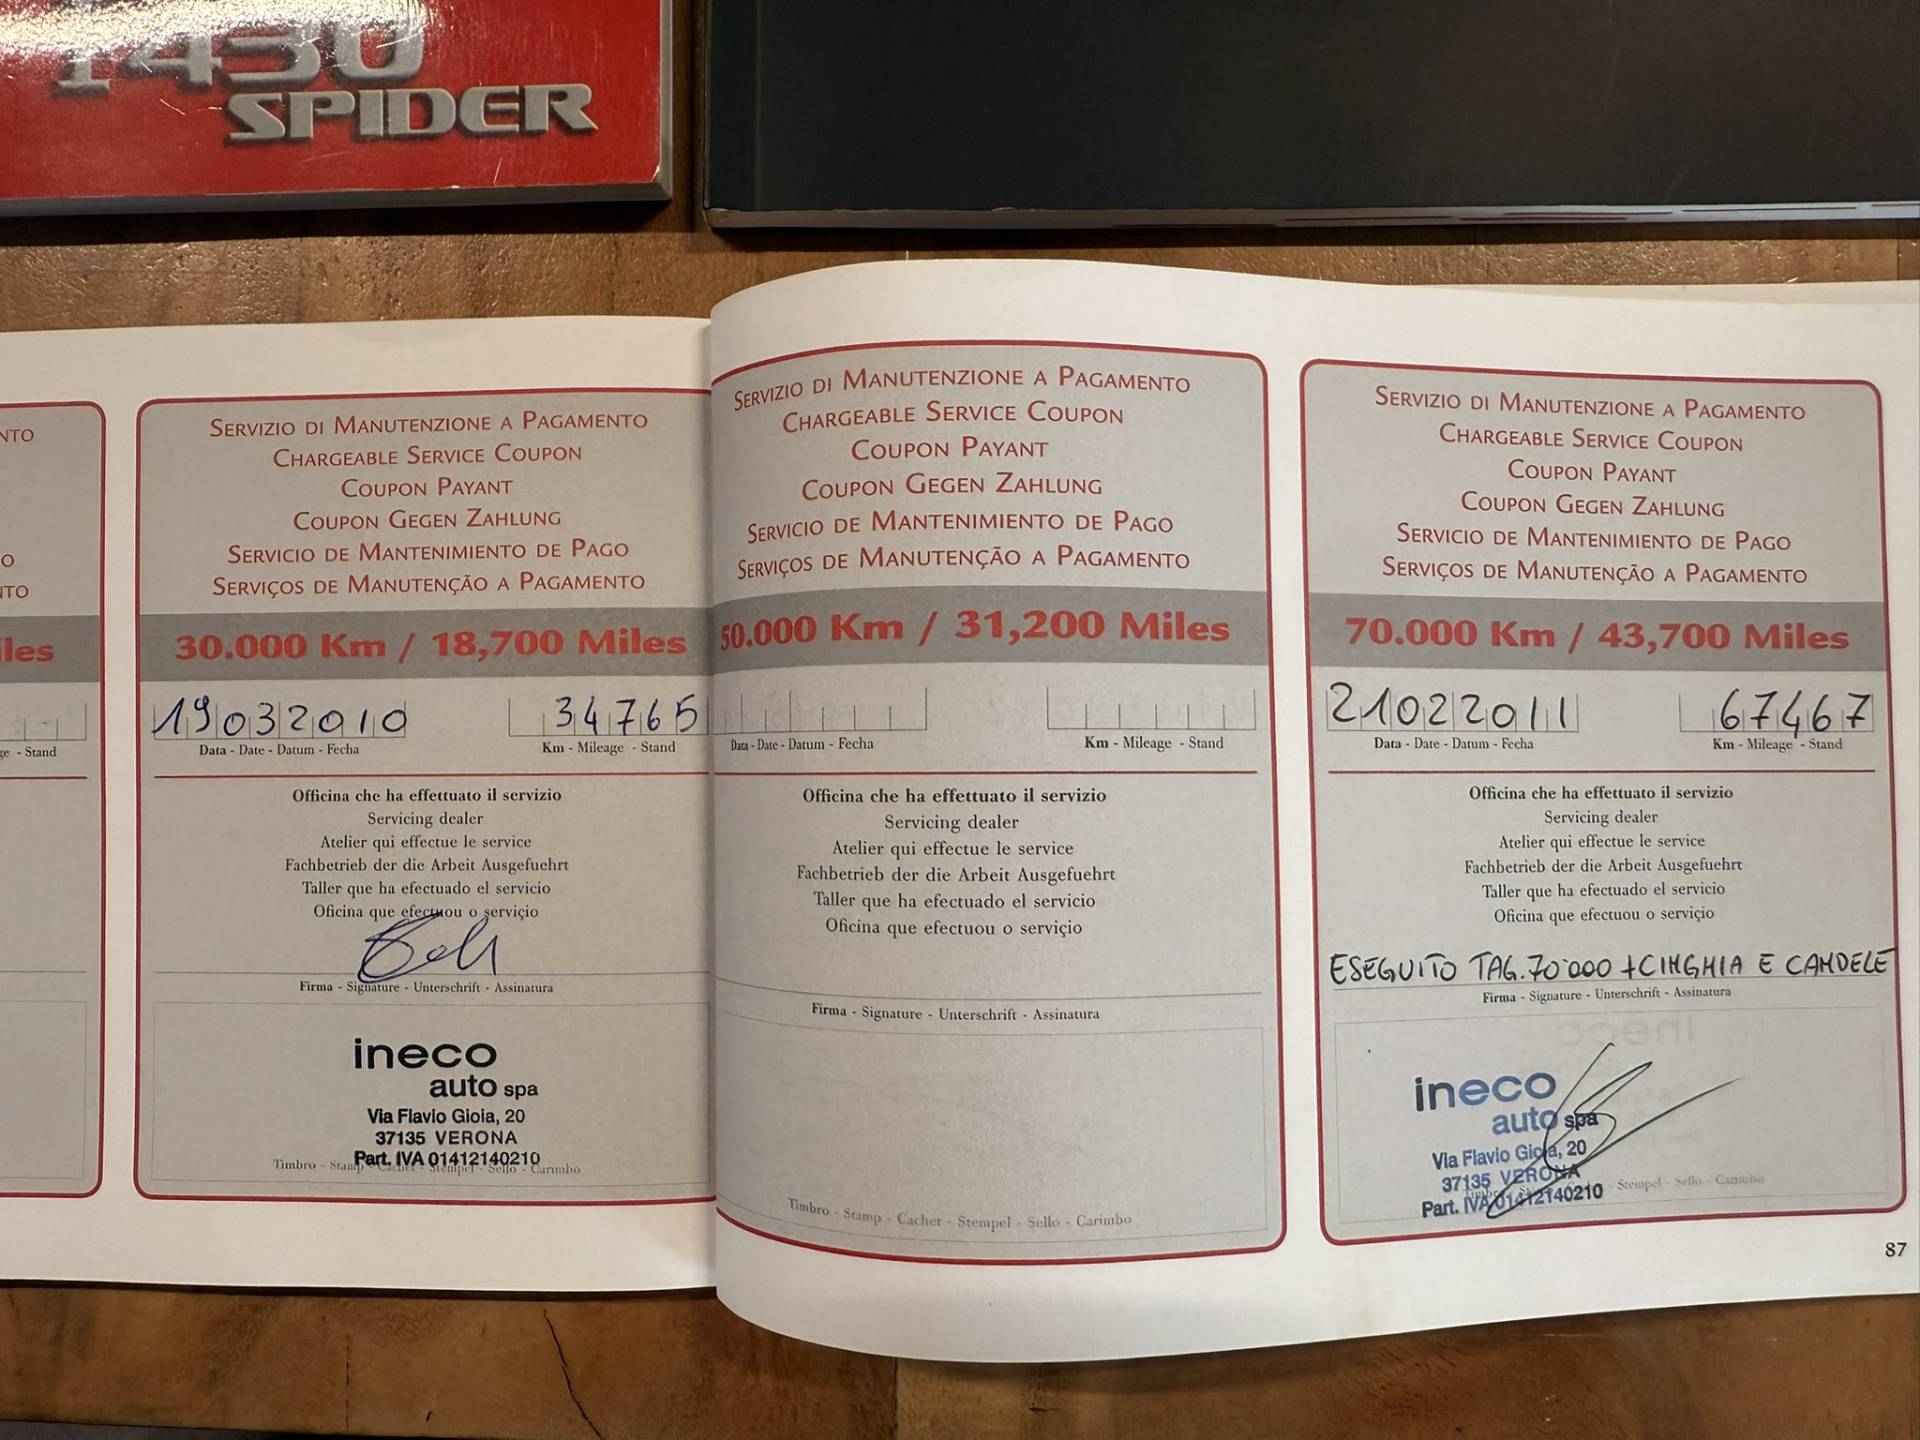 F430
SPIDER
NTO
O
NTO
iles
ge - Stand
Servizio di Manutenzione a Pagamento
Chargeable Service Coupon
Coupon Payant
Coupon Gegen Zahlung
Servicio de Mantenimiento de Pago
Serviços de Manutenção a Pagamento
30.000 Km / 18,700 Miles
19032010 34765
Data - Date - Datum - Fecha Km - Mileage - Stand
Officina che ha effettuato il servizio
Servicing dealer
Atelier qui effectue le service
Fachbetrieb der die Arbeit Ausgefuehrt
Taller que ha efectuado el servicio
Oficina que efectuou o serviçio
Firma - Signature - Unterschrift - Assinatura
ineco
auto spa
Via Flavio Gioia, 20
37135 VERONA
Part. IVA 01412140210
Timbro - Stamp - Cacher - Stempel - Sello - Carimbo
Servizio di Manutenzione a Pagamento
Chargeable Service Coupon
Coupon Payant
Coupon Gegen Zahlung
Servicio de Mantenimiento de Pago
Serviços de Manutenção a Pagamento
50.000 Km / 31,200 Miles
Data - Date - Datum - Fecha Km - Mileage - Stand
Officina che ha effettuato il servizio
Servicing dealer
Atelier qui effectue le service
Fachbetrieb der die Arbeit Ausgefuehrt
Taller que ha efectuado el servicio
Oficina que efectuou o serviçio
Firma - Signature - Unterschrift - Assinatura
Timbro - Stamp - Cacher - Stempel - Sello - Carimbo
Servizio di Manutenzione a Pagamento
Chargeable Service Coupon
Coupon Payant
Coupon Gegen Zahlung
Servicio de Mantenimiento de Pago
Serviços de Manutenção a Pagamento
70.000 Km / 43,700 Miles
21022011 67467
Data - Date - Datum - Fecha Km - Mileage - Stand
Officina che ha effettuato il servizio
Servicing dealer
Atelier qui effectue le service
Fachbetrieb der die Arbeit Ausgefuehrt
Taller que ha efectuado el servicio
Oficina que efectuou o serviçio
ESEGUITO TAG. 70'000 + CINGHIA E CANDELE
Firma - Signature - Unterschrift - Assinatura
ineco
auto spa
Via Flavio Gioia, 20
37135 VERONA
Part. IVA 01412140210
- Stempel - Sello - Carimbo
87